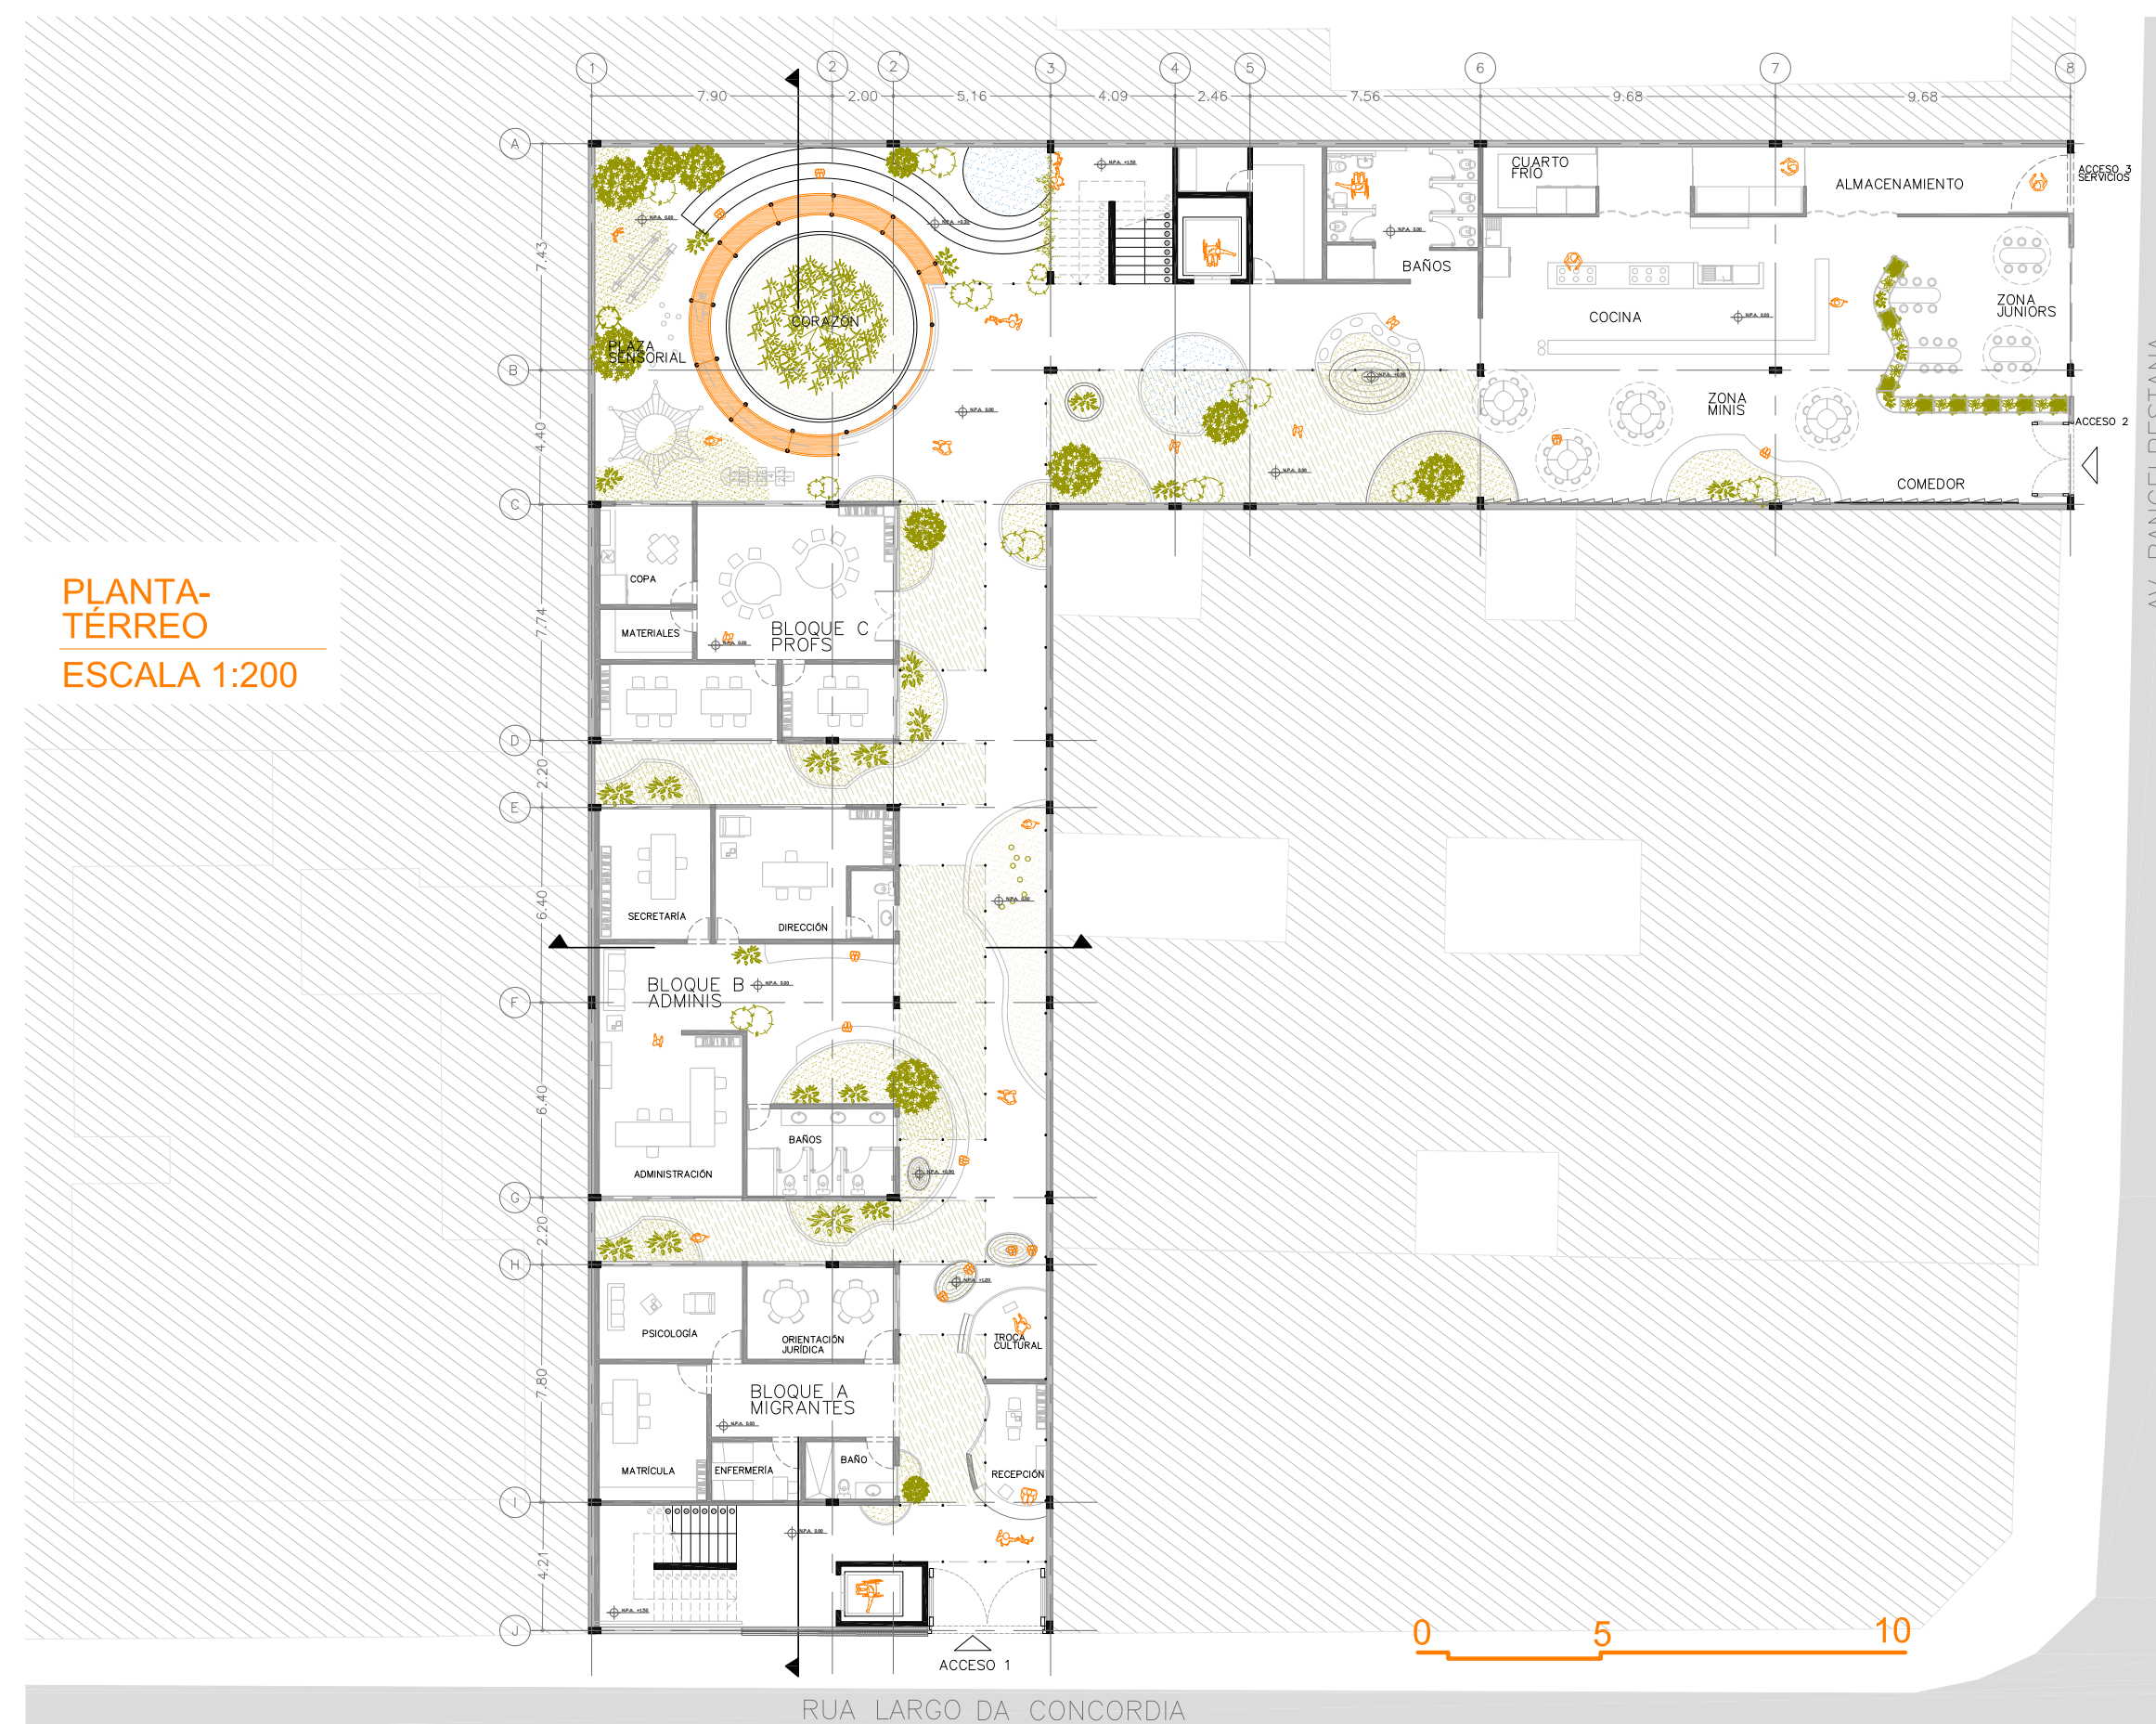 1
2
2
3
4
5
6
7
8
7.90
2.00
5.16
4.09
2.46
7.56
9.68
9.68
A
B
C
D
E
F
G
H
I
J
7.43
4.40
7.74
2.20
6.40
6.40
2.20
7.80
4.21
CUARTO
FRÍO
ALMACENAMIENTO
ACCESO 3
SERVICIOS
BAÑOS
COCINA
ZONA
JUNIORS
CORAZÓN
PLAZA
SENSORIAL
ZONA
MINIS
ACCESO 2
COMEDOR
PLANTA-
TÉRREO
ESCALA 1:200
COPA
MATERIALES
BLOQUE C
PROFS
SECRETARÍA
DIRECCIÓN
BLOQUE B
ADMINIS
BAÑOS
ADMINISTRACIÓN
PSICOLOGÍA
ORIENTACIÓN
JURÍDICA
TROCA
CULTURAL
BLOQUE A
MIGRANTES
MATRÍCULA
ENFERMERÍA
BAÑO
RECEPCIÓN
0
5
10
ACCESO 1
RUA LARGO DA CONCORDIA